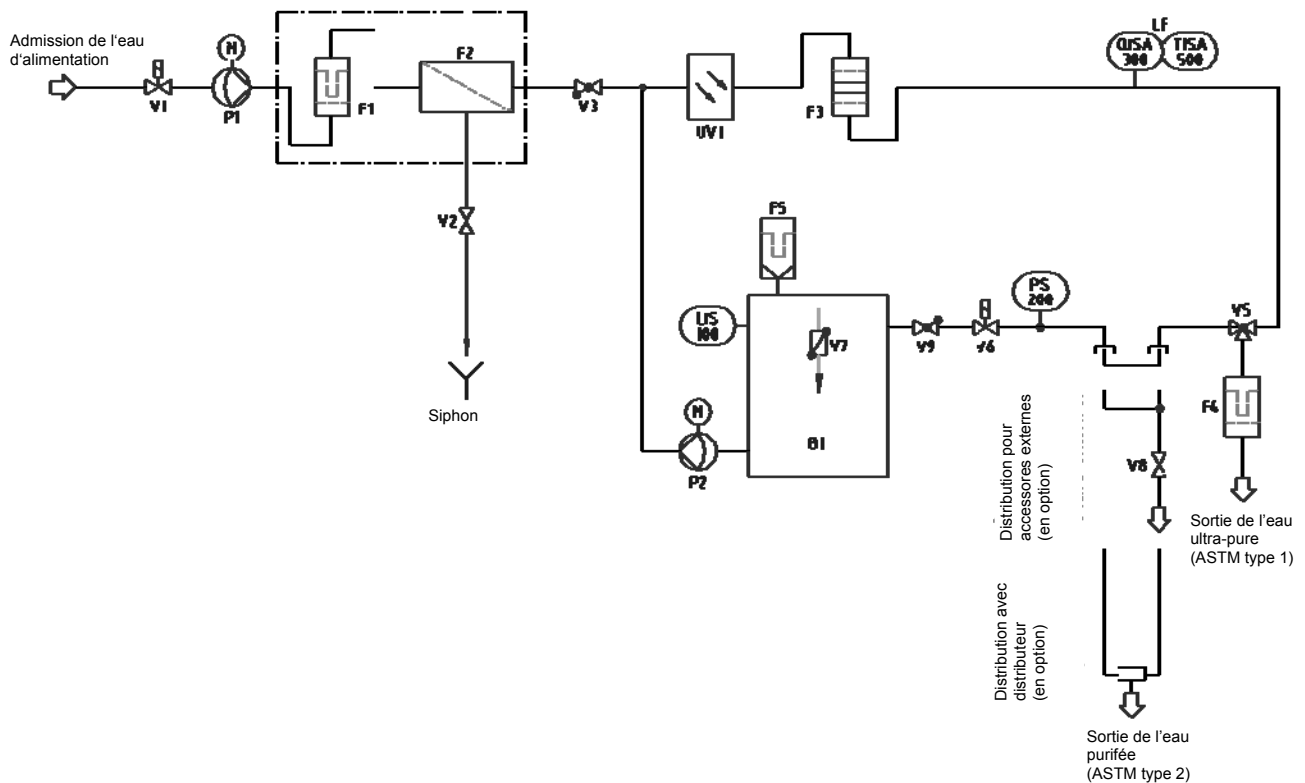 Admission de l'eau
d'alimentation
M
V1
P1
F1
F2
V2
V3
Siphon
UV1
F3
LF
QISA
300
TISA
500
F5
LIS
100
V7
B1
M
P2
V9
V6
PS
200
V5
F4
V8
Distribution pour
accessoires externes
(en option)
Sortie de l'eau
ultra-pure
(ASTM type 1)
Distribution avec
distributeur
(en option)
Sortie de l'eau
purifée
(ASTM type 2)